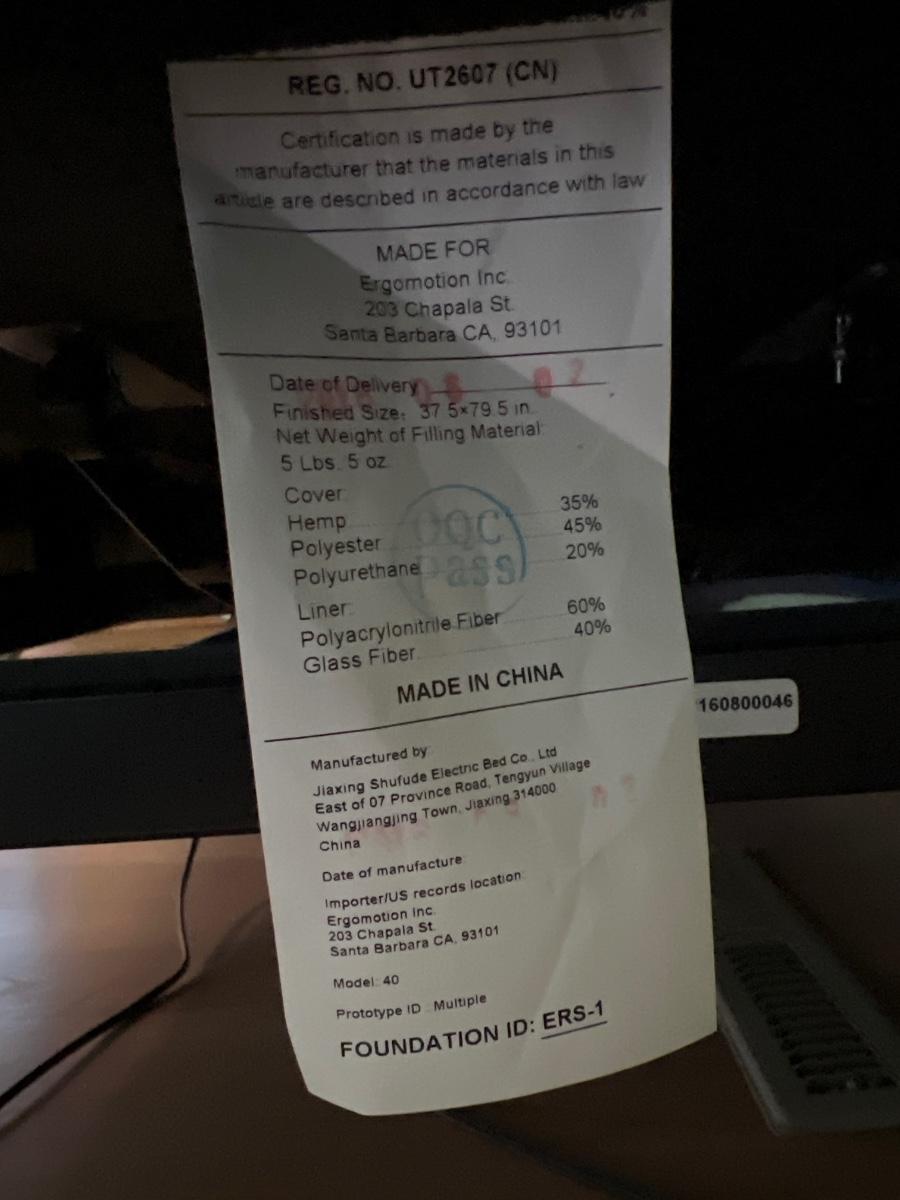 REG. NO. UT2607 (CN)
Certification is made by the
manufacturer that the materials in this
article are described in accordance with law
MADE FOR
Ergomotion Inc.
203 Chapala St.
Santa Barbara CA, 93101
Date of Delivery 08 02
Finished Size: 37.5×79.5 in.
Net Weight of Filling Material:
5 Lbs. 5 oz.
Cover:
Hemp 35%
Polyester 45%
Polyurethane 20%
OQC
Pass
Liner:
Polyacrylonitrile Fiber 60%
Glass Fiber 40%
MADE IN CHINA
160800046
Manufactured by:
Jiaxing Shufude Electric Bed Co., Ltd
East of 07 Province Road, Tengyun Village
Wangjiangjing Town, Jiaxing 314000
China
Date of manufacture:
Importer/US records location:
Ergomotion Inc.
203 Chapala St.
Santa Barbara CA, 93101
Model: 40
Prototype ID: Multiple
FOUNDATION ID: ERS-1